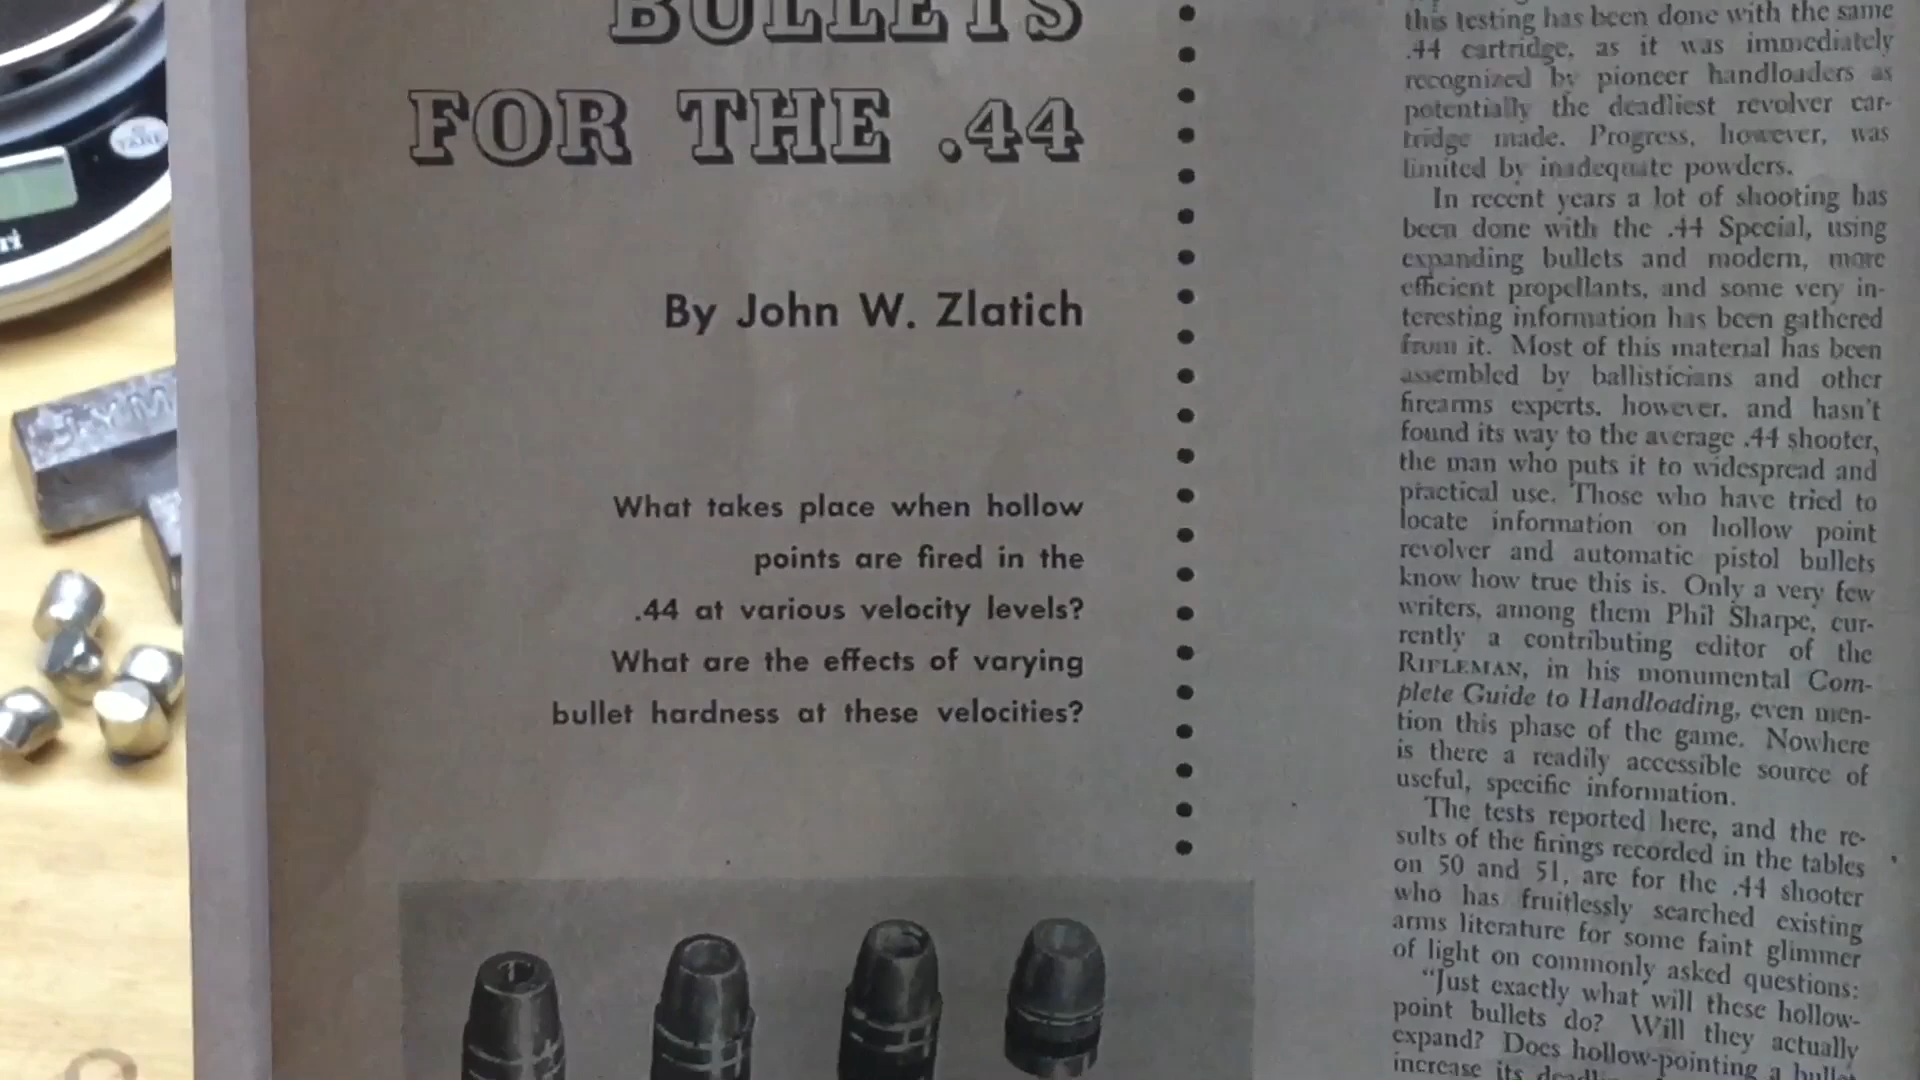 BULLETS
FOR THE .44
By John W. Zlatich
What takes place when hollow
points are fired in the
.44 at various velocity levels?
What are the effects of varying
bullet hardness at these velocities?
this testing has been done with the same
.44 cartridge, as it was immediately
recognized by pioneer handloaders as
potentially the deadliest revolver car-
tridge made. Progress, however, was
limited by inadequate powders.
In recent years a lot of shooting has
been done with the .44 Special, using
expanding bullets and modern, more
efficient propellants, and some very in-
teresting information has been gathered
from it. Most of this material has been
assembled by ballisticians and other
firearms experts, however, and hasn't
found its way to the average .44 shooter,
the man who puts it to widespread and
practical use. Those who have tried to
locate information on hollow point
revolver and automatic pistol bullets
know how true this is. Only a very few
writers, among them Phil Sharpe, cur-
rently a contributing editor of the
RIFLEMAN, in his monumental Com-
plete Guide to Handloading, even men-
tion this phase of the game. Nowhere
is there a readily accessible source of
useful, specific information.
The tests reported here, and the re-
sults of the firings recorded in the tables
on 50 and 51, are for the .44 shooter
who has fruitlessly searched existing
arms literature for some faint glimmer
of light on commonly asked questions:
"Just exactly what will these hollow-
point bullets do? Will they actually
expand? Does hollow-pointing a bullet
increase its
TARE
LYM